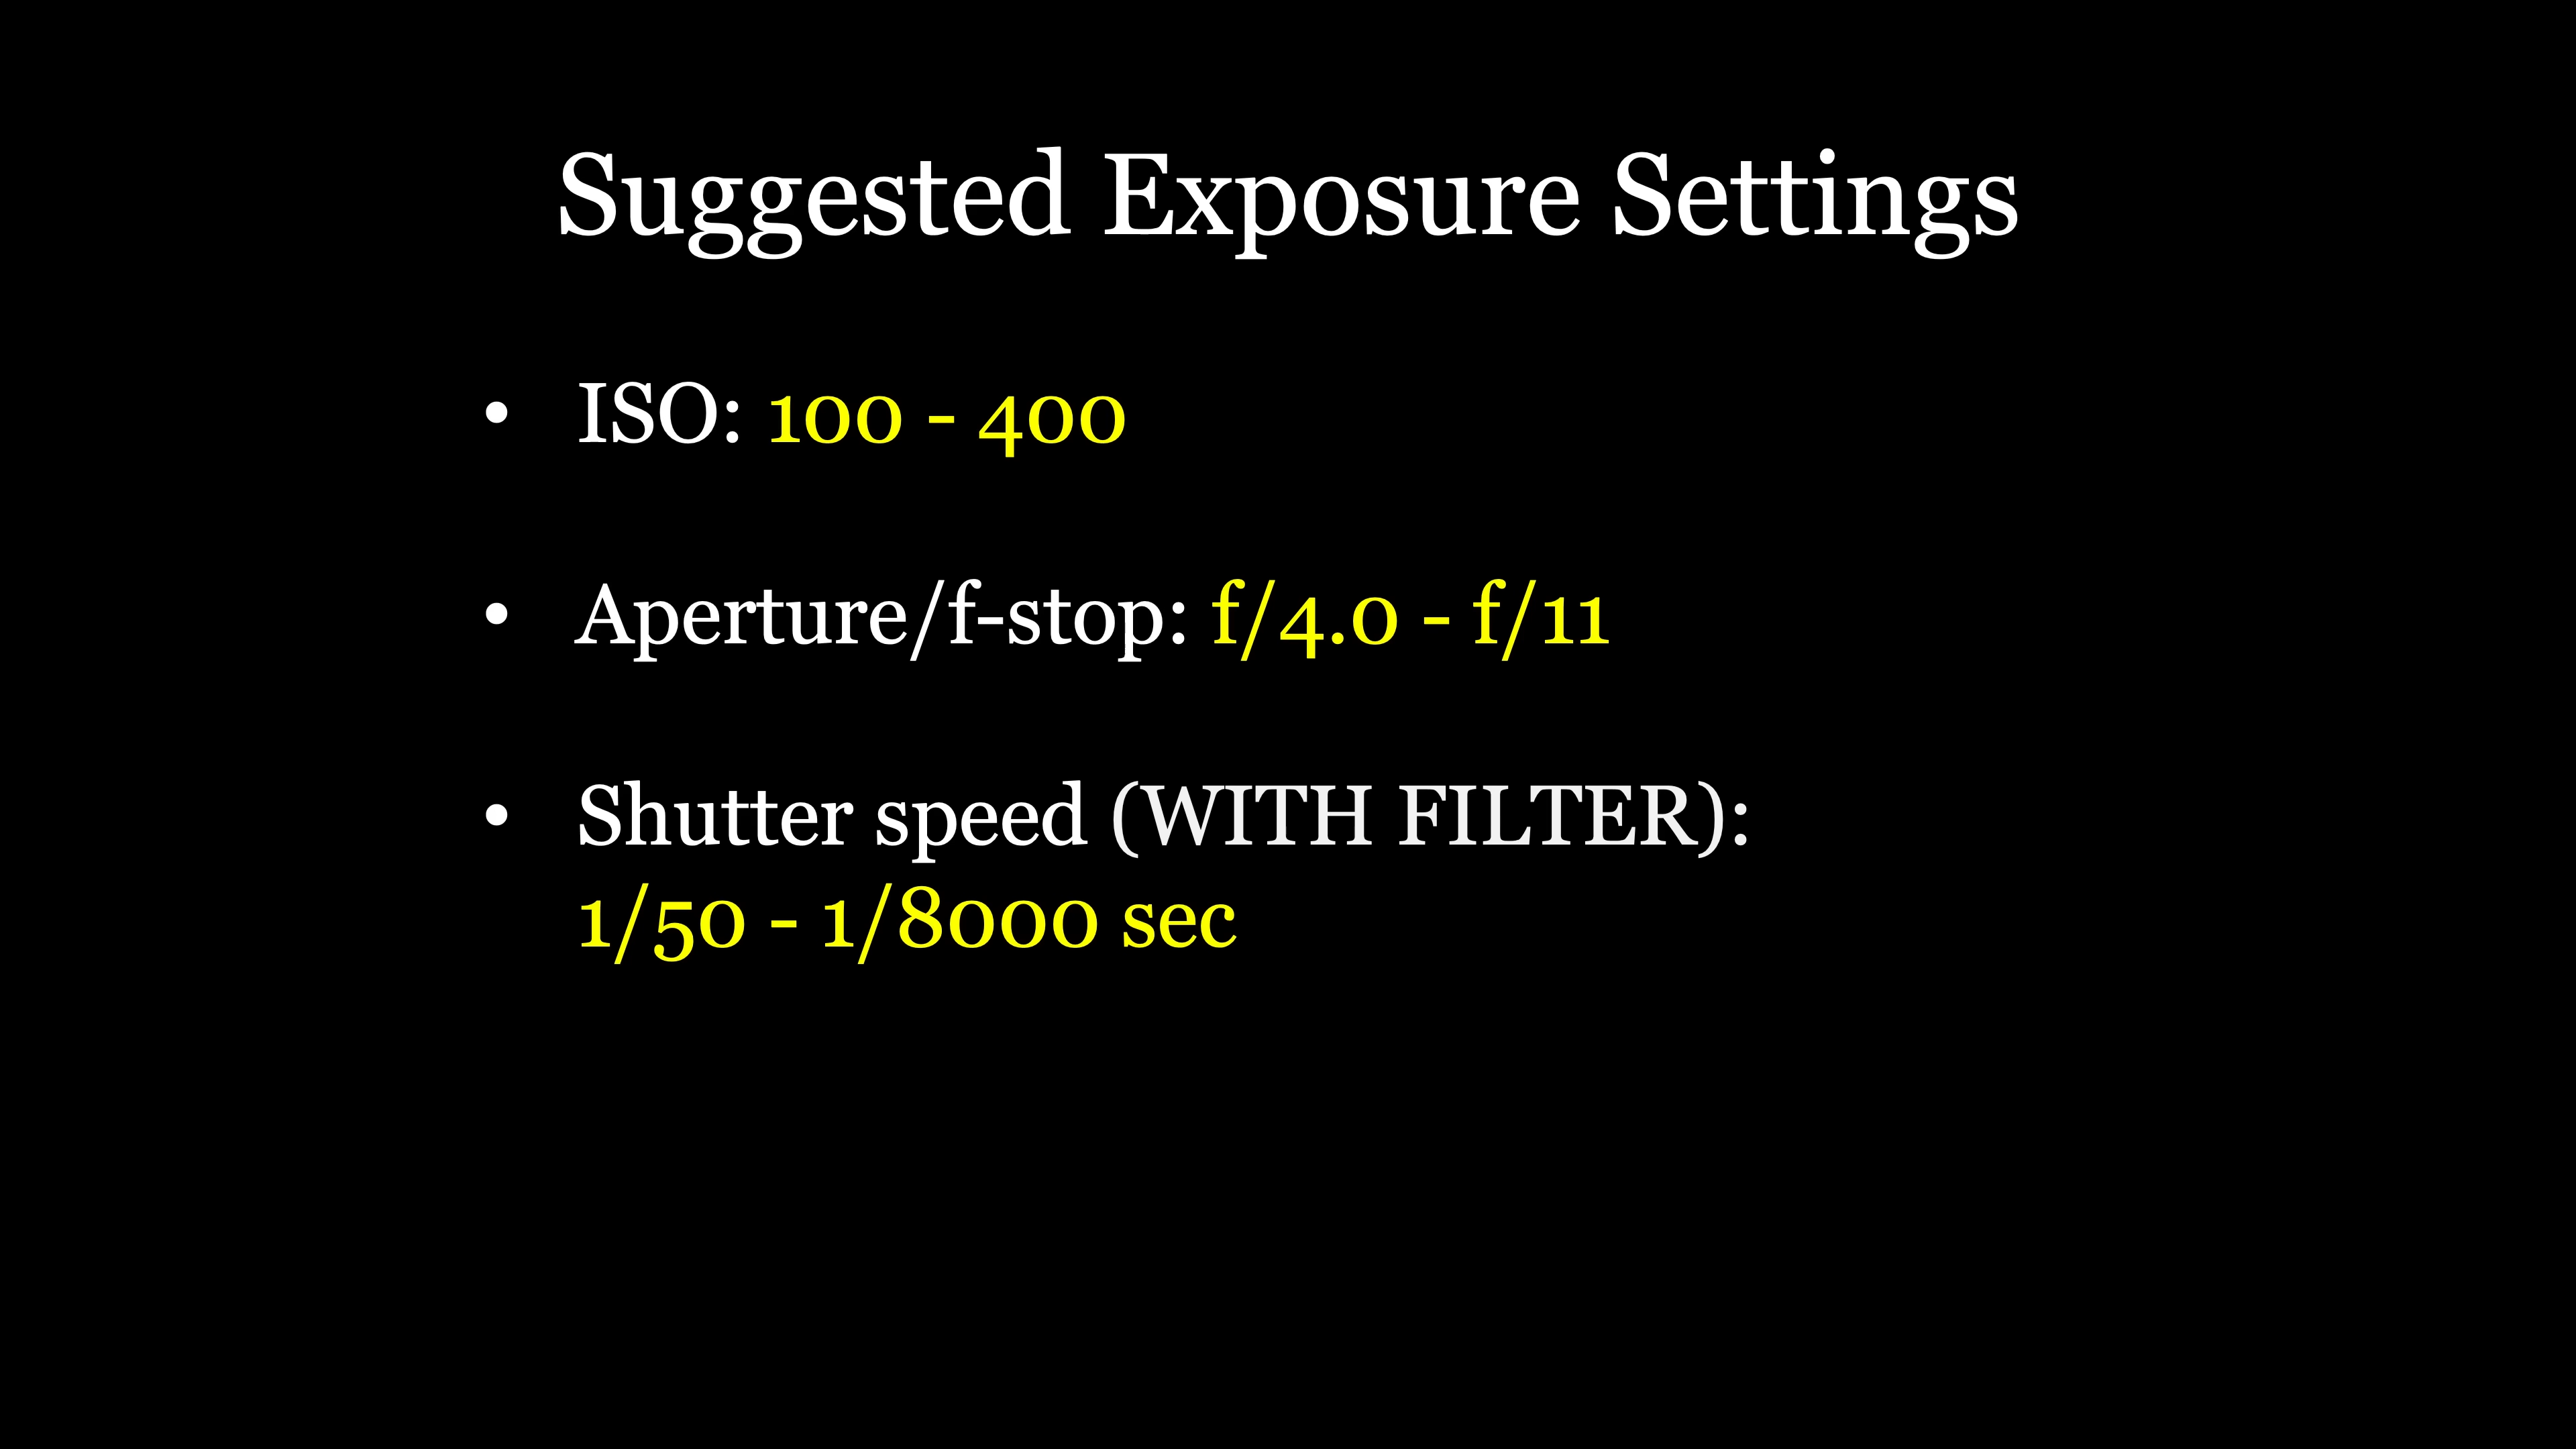 Suggested Exposure Settings
• ISO: 100 - 400
• Aperture/f-stop: f/4.0 - f/11
• Shutter speed (WITH FILTER):
1/50 - 1/8000 sec